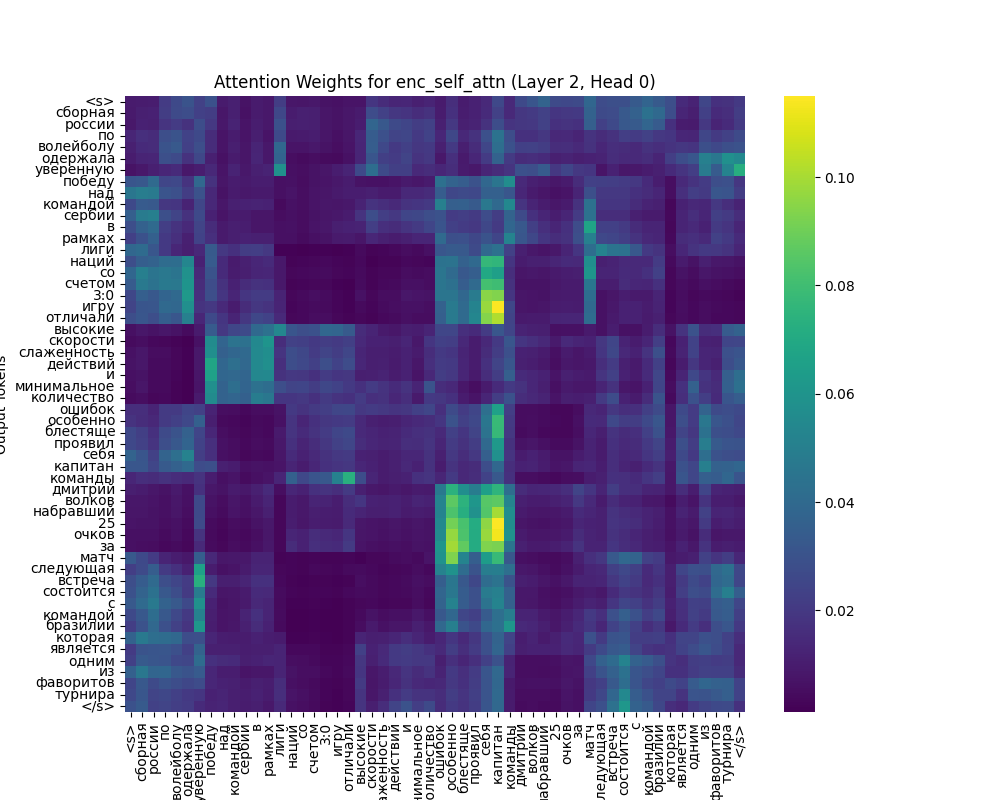 Attention Weights for enc_self_attn (Layer 2, Head 0)
<s>
сборная
россии
по
волейболу
одержала
уверенную
победу
над
командой
сербии
в
рамках
лиги
наций
со
счетом
3:0
игру
отличали
высокие
скорости
слаженность
действий
и
минимальное
количество
ошибок
особенно
блестяще
проявил
себя
капитан
команды
дмитрий
волков
набравший
25
очков
за
матч
следующая
встреча
состоится
с
командой
бразилии
которая
является
одним
из
фаворитов
турнира
</s>
Output Tokens
<s>
сборная
россии
по
волейболу
одержала
уверенную
победу
над
командой
сербии
в
рамках
лиги
наций
со
счетом
3:0
игру
отличали
высокие
скорости
лаженность
действий
и
нимальное
оличество
ошибок
особенно
блестяще
проявил
себя
капитан
команды
дмитрий
волков
абравший
25
очков
за
матч
ледующая
встреча
состоится
с
командой
бразилии
которая
является
одним
из
фаворитов
турнира
</s>
0.10
0.08
0.06
0.04
0.02